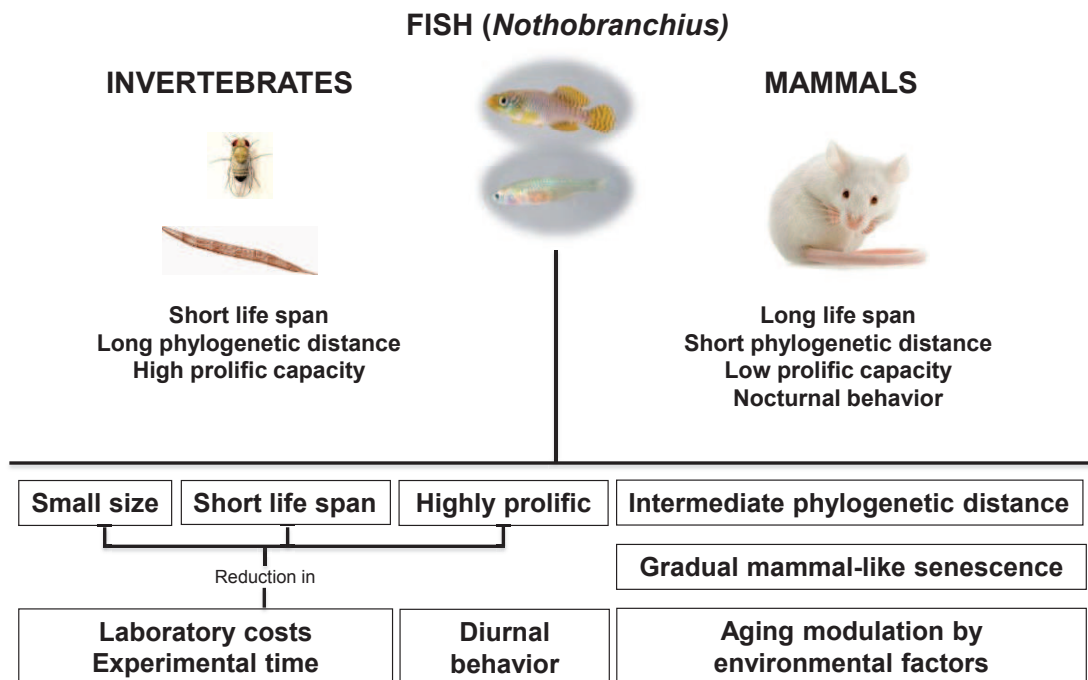 FISH (Nothobranchius)
INVERTEBRATES
MAMMALS
Short life span
Long phylogenetic distance
High prolific capacity
Long life span
Short phylogenetic distance
Low prolific capacity
Nocturnal behavior
Small size
Short life span
Highly prolific
Intermediate phylogenetic distance
Reduction in
Gradual mammal-like senescence
Laboratory costs
Experimental time
Diurnal
behavior
Aging modulation by
environmental factors